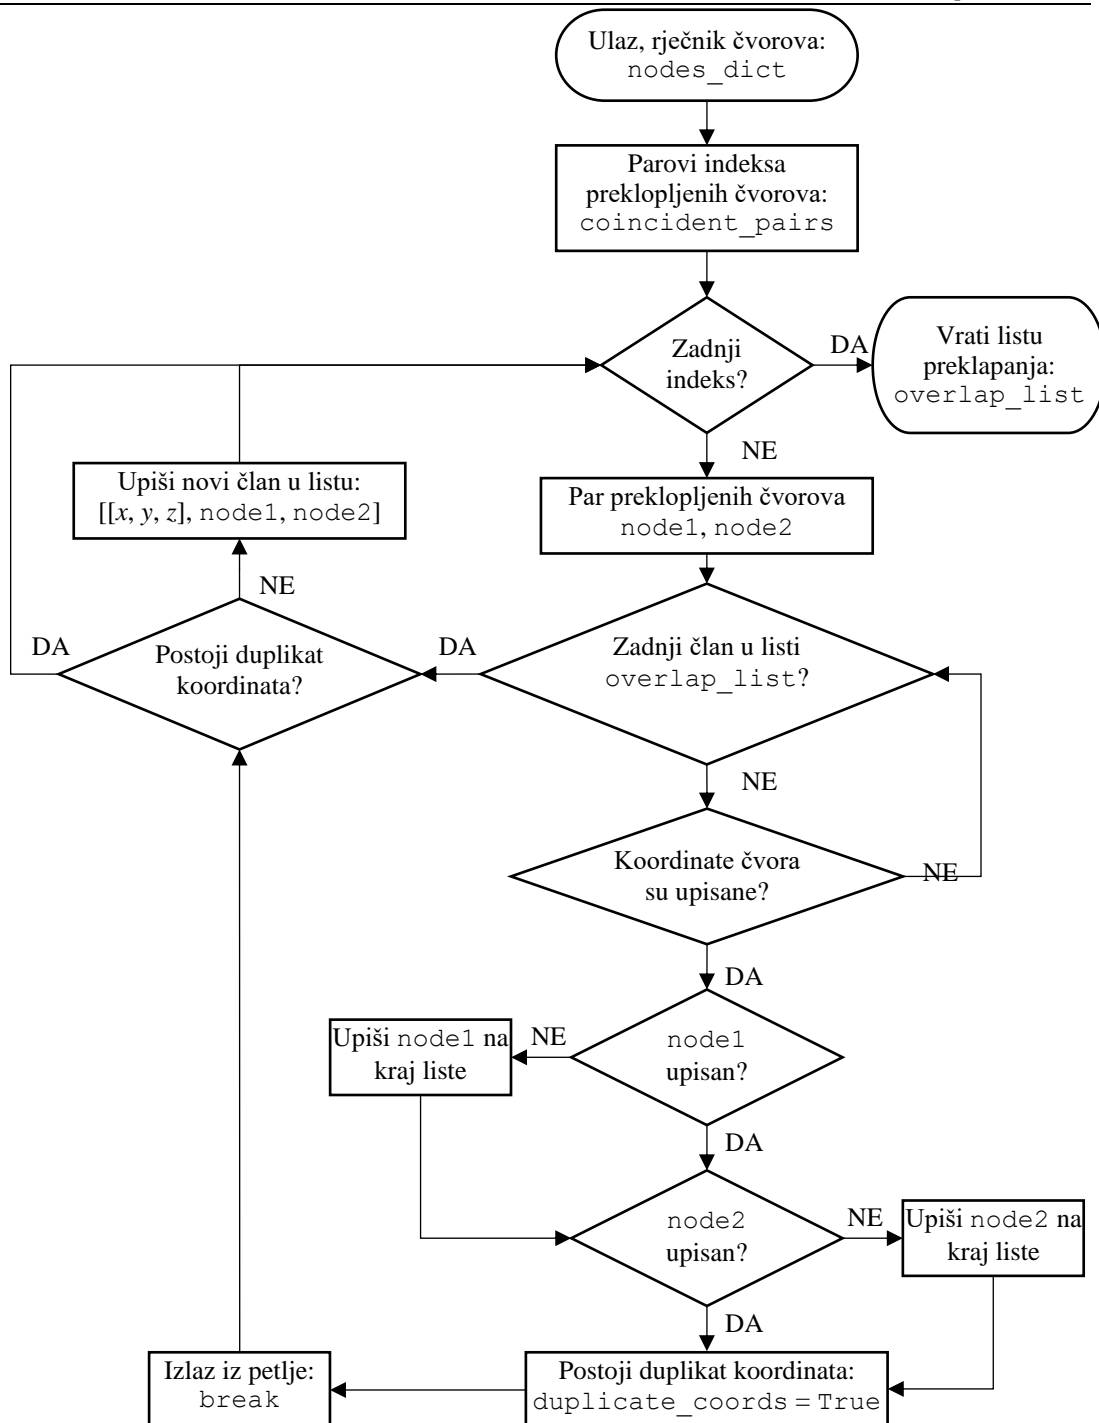 Ulaz, rječnik čvorova:
nodes_dict
Parovi indeksa
preklopljenih čvorova:
coincident_pairs
Zadnji
indeks?
DA
Vrati listu
preklapanja:
overlap_list
NE
Upiši novi član u listu:
[[x, y, z], node1, node2]
Par preklopljenih čvorova
node1, node2
NE
DA
Postoji duplikat
koordinata?
DA
Zadnji član u listi
overlap_list?
NE
Koordinate čvora
su upisane?
NE
DA
Upiši node1 na
kraj liste
NE
node1
upisan?
DA
node2
upisan?
NE
Upiši node2 na
kraj liste
DA
Izlaz iz petlje:
break
Postoji duplikat koordinata:
duplicate_coords = True